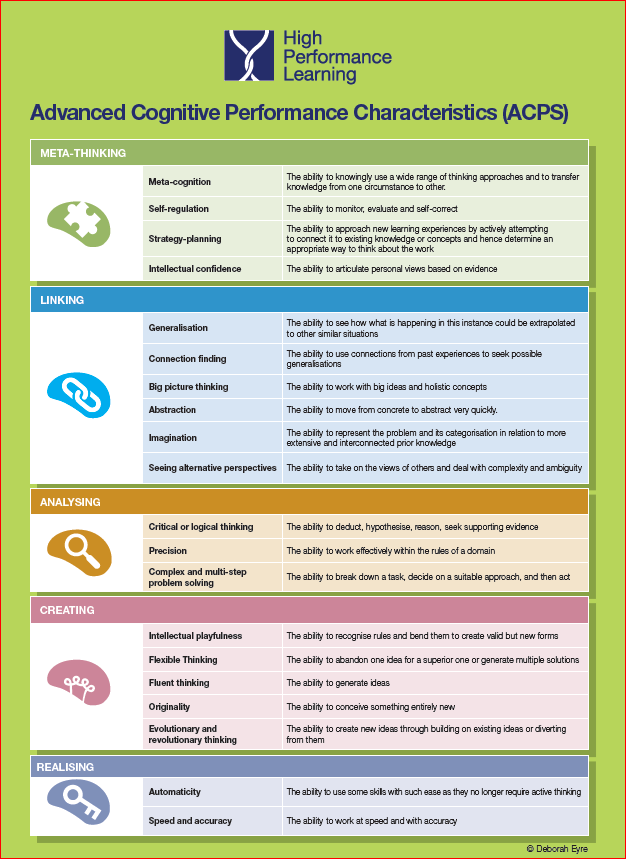 High
Performance
Learning
Advanced Cognitive Performance Characteristics (ACPS)
META-THINKING
Meta-cognition
The ability to knowingly use a wide range of thinking approaches and to transfer
knowledge from one circumstance to other.
Self-regulation
The ability to monitor, evaluate and self-correct
Strategy-planning
The ability to approach new learning experiences by actively attempting
to connect it to existing knowledge or concepts and hence determine an
appropriate way to think about the work
Intellectual confidence
The ability to articulate personal views based on evidence
LINKING
Generalisation
The ability to see how what is happening in this instance could be extrapolated
to other similar situations
Connection finding
The ability to use connections from past experiences to seek possible
generalisations
Big picture thinking
The ability to work with big ideas and holistic concepts
Abstraction
The ability to move from concrete to abstract very quickly.
Imagination
The ability to represent the problem and its categorisation in relation to more
extensive and interconnected prior knowledge
Seeing alternative perspectives
The ability to take on the views of others and deal with complexity and ambiguity
ANALYSING
Critical or logical thinking
The ability to deduct, hypothesise, reason, seek supporting evidence
Precision
The ability to work effectively within the rules of a domain
Complex and multi-step
problem solving
The ability to break down a task, decide on a suitable approach, and then act
CREATING
Intellectual playfulness
The ability to recognise rules and bend them to create valid but new forms
Flexible Thinking
The ability to abandon one idea for a superior one or generate multiple solutions
Fluent thinking
The ability to generate ideas
Originality
The ability to conceive something entirely new
Evolutionary and
revolutionary thinking
The ability to create new ideas through building on existing ideas or diverting
from them
REALISING
Automaticity
The ability to use some skills with such ease as they no longer require active thinking
Speed and accuracy
The ability to work at speed and with accuracy
© Deborah Eyre